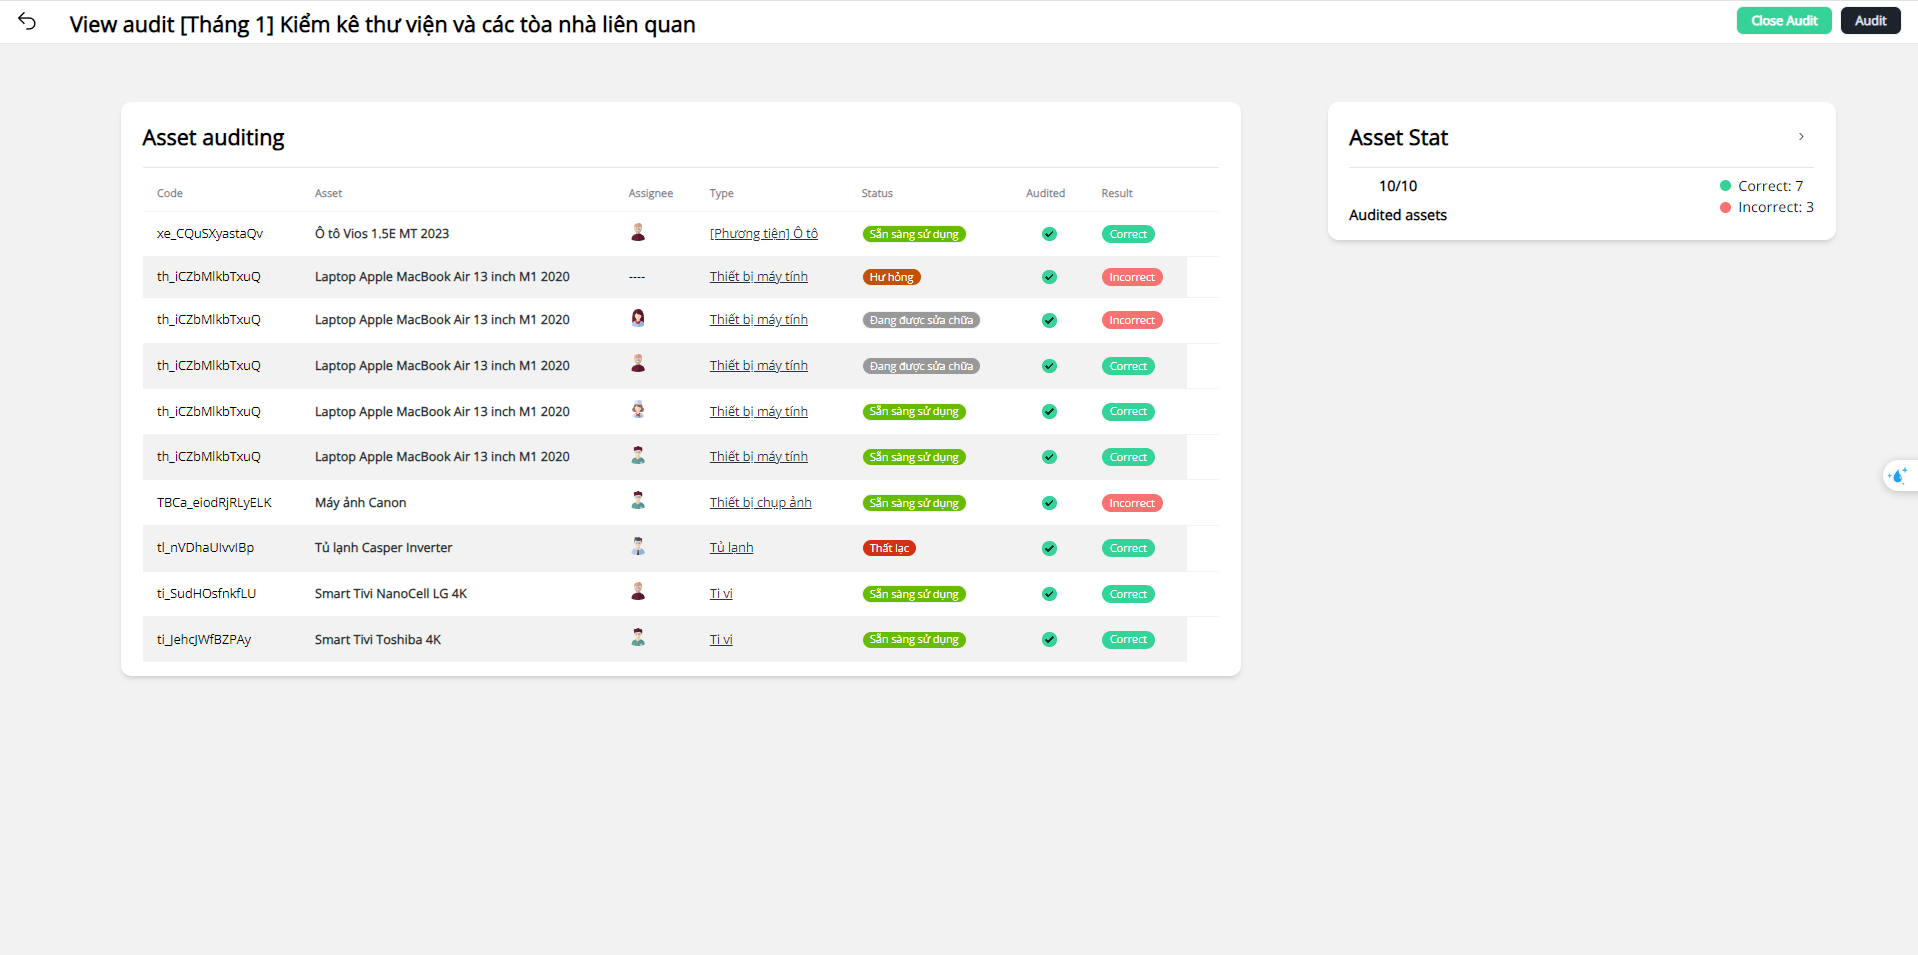 View audit [Tháng 1] Kiểm kê thư viện và các tòa nhà liên quan
Close Audit
Audit
Asset auditing
Code Asset Assignee Type Status Audited Result
xe_CQuSXyastaQv Ô tô Vios 1.5E MT 2023 [Phương tiện] Ô tô Sẵn sàng sử dụng Correct
th_iCZbMlkbTxuQ Laptop Apple MacBook Air 13 inch M1 2020 ---- Thiết bị máy tính Hư hỏng Incorrect
th_iCZbMlkbTxuQ Laptop Apple MacBook Air 13 inch M1 2020 Thiết bị máy tính Đang được sửa chữa Incorrect
th_iCZbMlkbTxuQ Laptop Apple MacBook Air 13 inch M1 2020 Thiết bị máy tính Đang được sửa chữa Correct
th_iCZbMlkbTxuQ Laptop Apple MacBook Air 13 inch M1 2020 Thiết bị máy tính Sẵn sàng sử dụng Correct
th_iCZbMlkbTxuQ Laptop Apple MacBook Air 13 inch M1 2020 Thiết bị máy tính Sẵn sàng sử dụng Correct
TBCa_eiodRjRLyELK Máy ảnh Canon Thiết bị chụp ảnh Sẵn sàng sử dụng Incorrect
tl_nVDhaUIvvIBp Tủ lạnh Casper Inverter Tủ lạnh Thất lạc Correct
ti_SudHOsfnkfLU Smart Tivi NanoCell LG 4K Ti vi Sẵn sàng sử dụng Correct
ti_JehcJWfBZPAy Smart Tivi Toshiba 4K Ti vi Sẵn sàng sử dụng Correct
Asset Stat
10/10
Audited assets
Correct: 7
Incorrect: 3